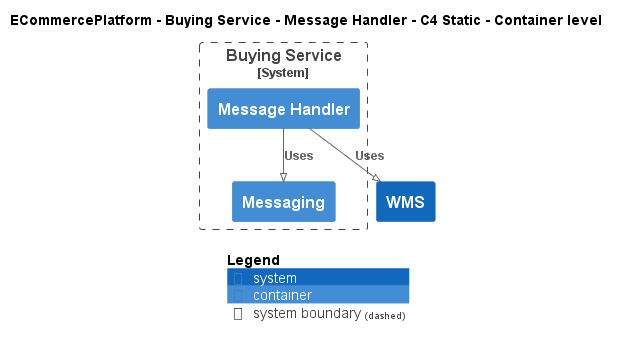 ECommercePlatform - Buying Service - Message Handler - C4 Static - Container level
Buying Service
[System]
Message Handler
Uses
Uses
Messaging
WMS
Legend
system
container
system boundary (dashed)